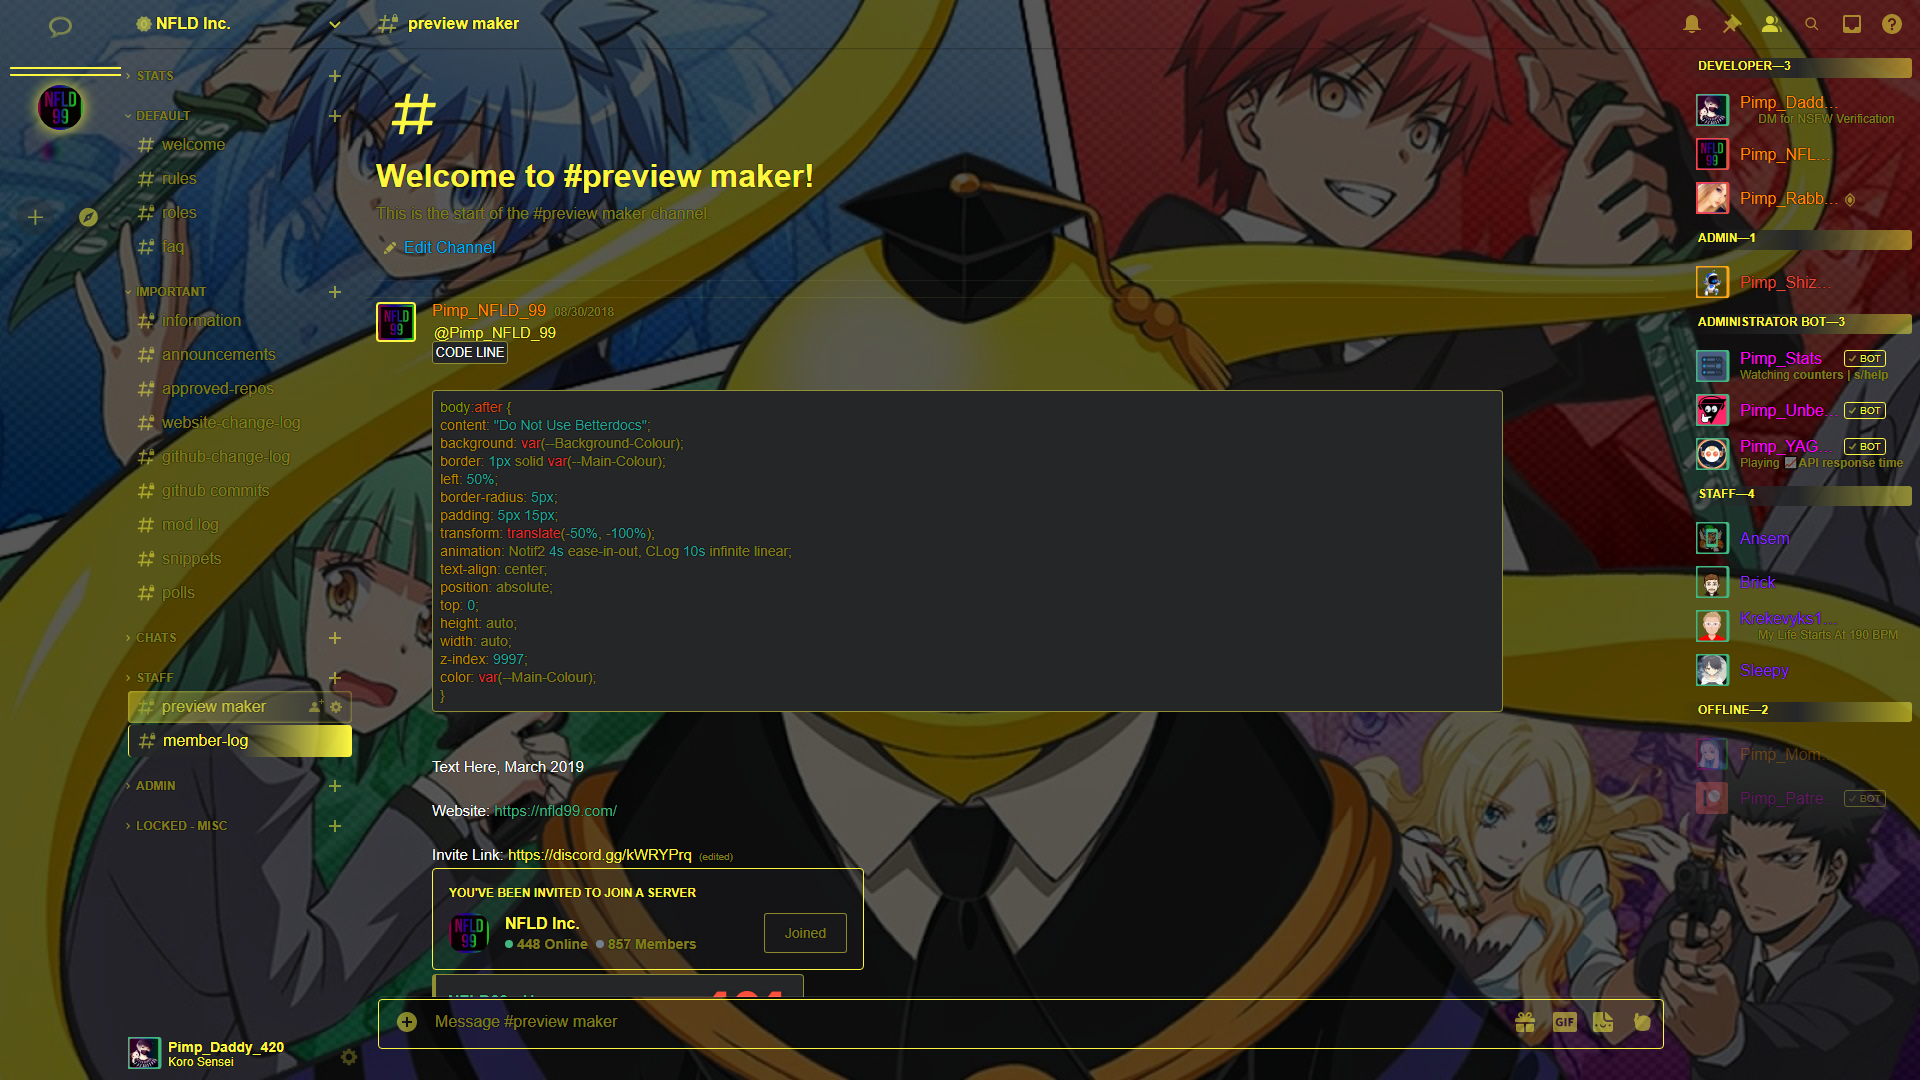 NFLD Inc.
STATS
NFLD
99
DEFAULT
welcome
rules
roles
faq
IMPORTANT
information
announcements
approved-repos
website-change-log
github-change-log
github commits
mod log
snippets
polls
CHATS
STAFF
preview maker
member-log
ADMIN
LOCKED - MISC
Pimp_Daddy_420
Koro Sensei
preview maker
#
Welcome to #preview maker!
This is the start of the #preview maker channel.
Edit Channel
NFLD
99
Pimp_NFLD_99 08/30/2018
@Pimp_NFLD_99
CODE LINE
body:after {
content: "Do Not Use Betterdocs";
background: var(--Background-Colour);
border: 1px solid var(--Main-Colour);
left: 50%;
border-radius: 5px;
padding: 5px 15px;
transform: translate(-50%, -100%);
animation: Notif2 4s ease-in-out, CLog 10s infinite linear;
text-align: center;
position: absolute;
top: 0;
height: auto;
width: auto;
z-index: 9997;
color: var(--Main-Colour);
}
Text Here, March 2019
Website: https://nfld99.com/
Invite Link: https://discord.gg/kWRYPrq (edited)
YOU'VE BEEN INVITED TO JOIN A SERVER
NFLD
99
NFLD Inc.
448 Online 857 Members
Joined
Message #preview maker
GIF
DEVELOPER—3
Pimp_Dadd...
DM for NSFW Verification
NFLD
99
Pimp_NFL...
Pimp_Rabb...
ADMIN—1
Pimp_Shiz...
ADMINISTRATOR BOT—3
Pimp_Stats ✓ BOT
Watching counters | s/help
Pimp_Unbe... ✓ BOT
Pimp_YAG... ✓ BOT
Playing API response time
STAFF—4
Ansem
Brick
Krekevyks1...
My Life Starts At 190 BPM
Sleepy
OFFLINE—2
Pimp_Mom...
Pimp_Patre... ✓ BOT